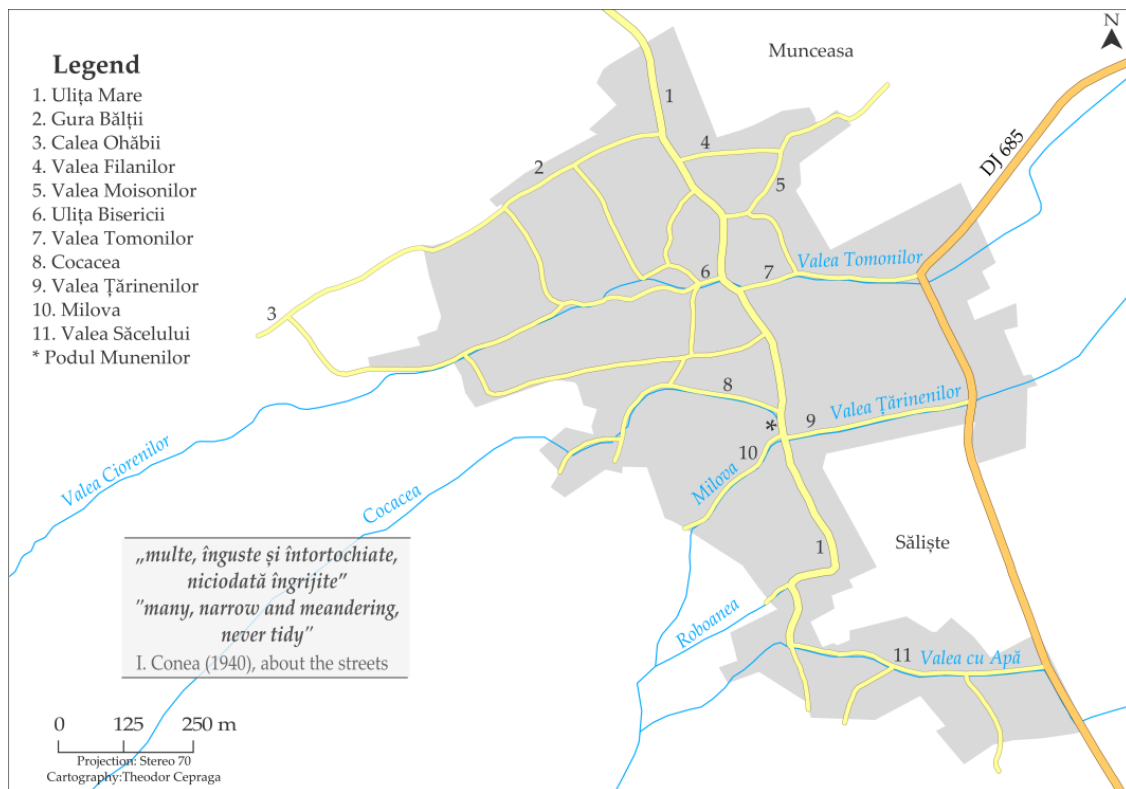 Legend
1. Ulița Mare
2. Gura Bălții
3. Calea Ohăbii
4. Valea Filanilor
5. Valea Moisonilor
6. Ulița Bisericii
7. Valea Tomonilor
8. Cocacea
9. Valea Țărinenilor
10. Milova
11. Valea Săcelului
* Podul Munenilor
N
Munceasa
1
4
2
5
DJ 685
Valea Tomonilor
6
7
3
8
Valea Țărinenilor
9
*
10
Milova
Valea Ciorenilor
Cocacea
1
Săliște
Roboanea
11
Valea cu Apă
„multe, înguste și întortochiate,
niciodată îngrijite”
"many, narrow and meandering,
never tidy"
I. Conea (1940), about the streets
0 125 250 m
Projection: Stereo 70
Cartography:Theodor Cepraga